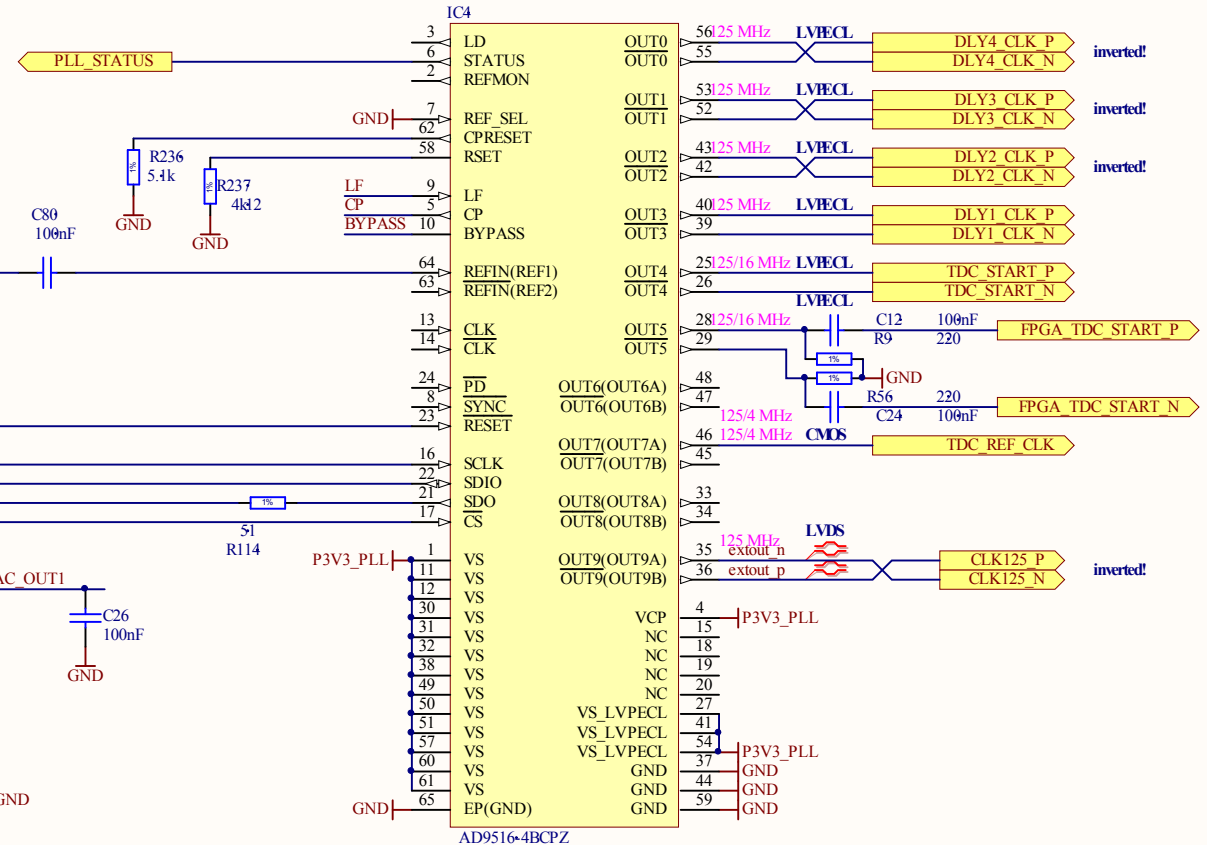 IC4
3 LD OUT0 56 125 MHz LVPECL DLY4_CLK_P
PLL_STATUS 6 STATUS OUT0 55 DLY4_CLK_N inverted!
2 REFMON
53 125 MHz LVPECL OUT1 DLY3_CLK_P
GND 7 REF_SEL OUT1 52 DLY3_CLK_N inverted!
62 CPRESET
R236 5.1k
58 RSET OUT2 43 125 MHz LVPECL DLY2_CLK_P
R237 4k12
OUT2 42 DLY2_CLK_N inverted!
GND
GND
LF 9 LF
CP 5 CP OUT3 40 125 MHz LVPECL DLY1_CLK_P
BYPASS 10 BYPASS OUT3 39 DLY1_CLK_N
C80
100nF
64 REFIN(REF1) OUT4 25 125/16 MHz LVPECL TDC_START_P
63 REFIN(REF2) OUT4 26 TDC_START_N
LVPECL
13 CLK OUT5 28 125/16 MHz C12 100nF FPGA_TDC_START_P
R9 220
14 CLK OUT5 29
1%
1%
1%
1%
GND
24 PD OUT6(OUT6A) 48
8 SYNC OUT6(OUT6B) 47
R56 220
C24 100nF FPGA_TDC_START_N
23 RESET
125/4 MHz
125/4 MHz CMOS
OUT7(OUT7A) 46 TDC_REF_CLK
16 SCLK OUT7(OUT7B) 45
22 SDIO
21 SDO OUT8(OUT8A) 33
1%
17 CS OUT8(OUT8B) 34
51
R114
125 MHz LVDS
P3V3_PLL 1 VS OUT9(OUT9A) 35 extout_n CLK125_P
11 VS OUT9(OUT9B) 36 extout_p CLK125_N inverted!
AC_OUT1
12 VS
30 VS VCP 4 P3V3_PLL
C26
100nF
31 VS NC 15
32 VS NC 18
38 VS NC 19
GND
49 VS NC 20
50 VS VS_LVPECL 27
51 VS VS_LVPECL 41
57 VS VS_LVPECL 54 P3V3_PLL
60 VS GND 37 GND
61 VS GND 44 GND
GND
GND 65 EP(GND) GND 59 GND
AD9516-4BCPZ